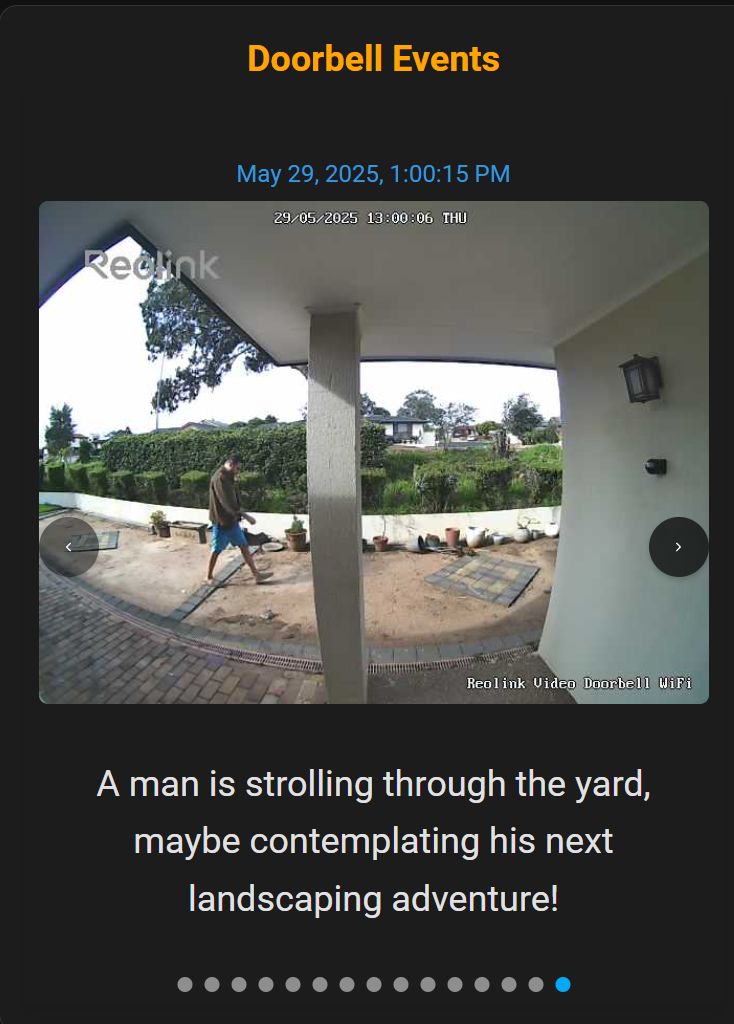 Doorbell Events
May 29, 2025, 1:00:15 PM
29/05/2025 13:00:06 THU
Reolink
Reolink Video Doorbell WiFi
A man is strolling through the yard,
maybe contemplating his next
landscaping adventure!